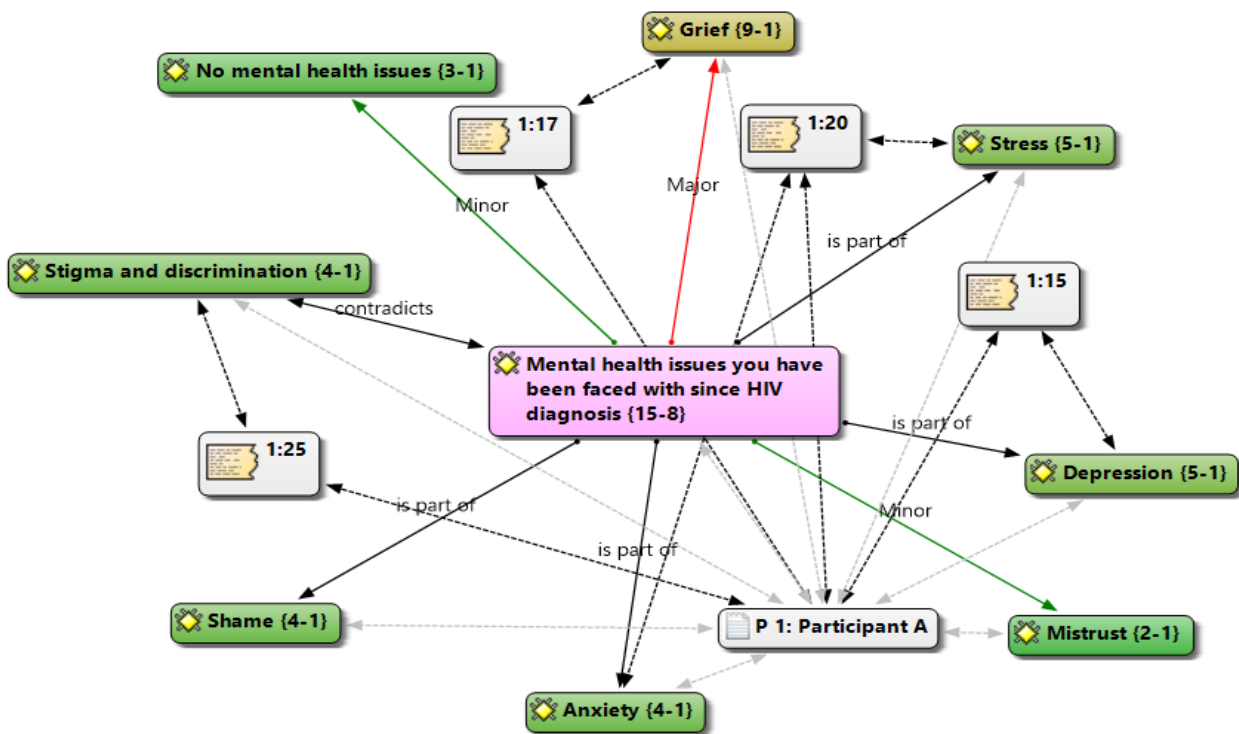 Grief {9-1}
No mental health issues {3-1}
1:17
1:20
Stress {5-1}
Major
Minor
is part of
Stigma and discrimination {4-1}
1:15
contradicts
Mental health issues you have
been faced with since HIV
diagnosis {15-8}
is part of
1:25
Depression {5-1}
is part of
Minor
is part of
Shame {4-1}
P 1: Participant A
Mistrust {2-1}
Anxiety {4-1}